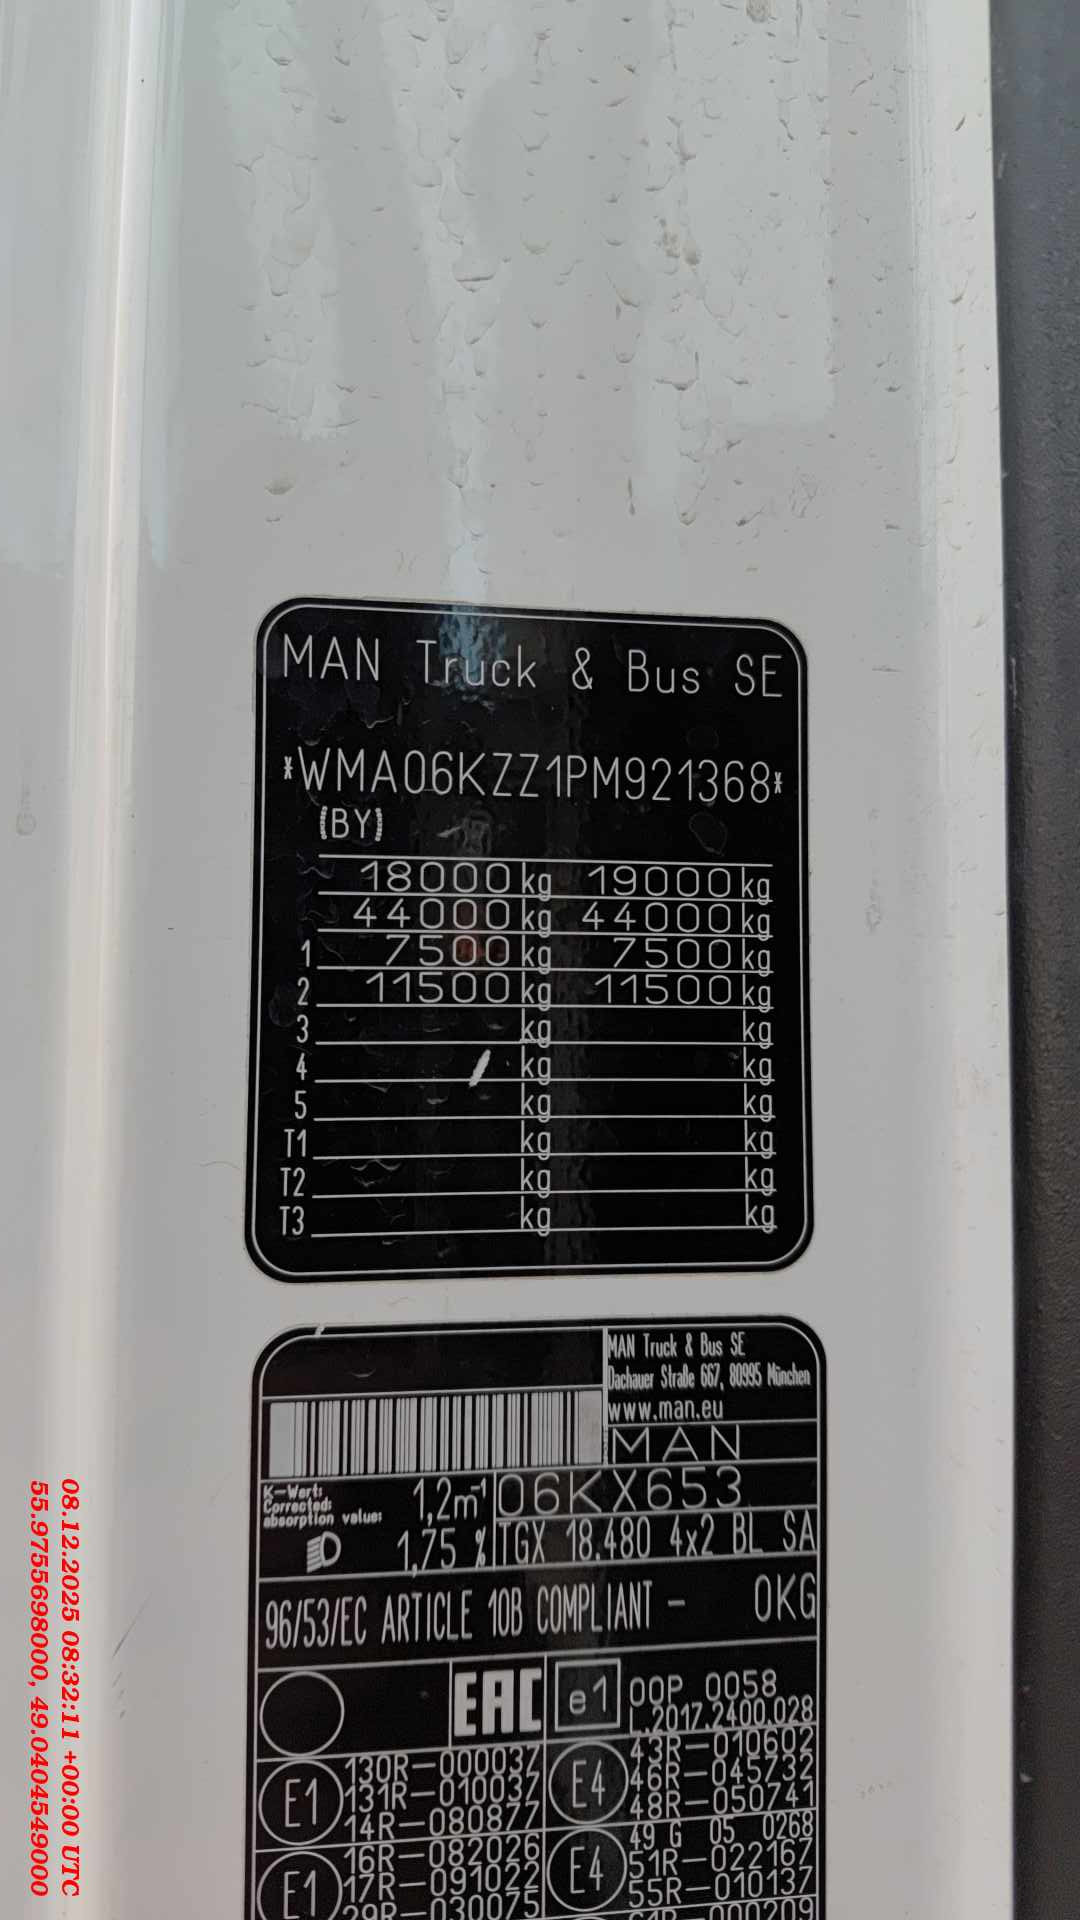 MAN Truck & Bus SE
*WMA06KZZ1PM921368*
(BY)
18000 kg 19000 kg
44000 kg 44000 kg
1 7500 kg 7500 kg
2 11500 kg 11500 kg
3 kg kg
4 kg kg
5 kg kg
T1 kg kg
T2 kg kg
T3 kg kg
MAN Truck & Bus SE
Dachauer Straße 667, 80995 München
www.man.eu
MAN
K-Wert:
Corrected:
absorption value:
1,2m⁻¹
06KX653
1,75 %
TGX 18.480 4x2 BL SA
96/53/EC ARTICLE 10B COMPLIANT - 0KG
EAC
e1
00P 0058
L.2017.2400.028
E1
130R-000037
131R-010037
14R-080877
E4
43R-010602
46R-045732
48R-050741
E1
16R-082026
17R-091022
29R-030075
E4
49 G 05 0268
51R-022167
55R-010137
61R-000209
08.12.2025 08:32:11 +00:00 UTC
55.9755698000, 49.0404549000